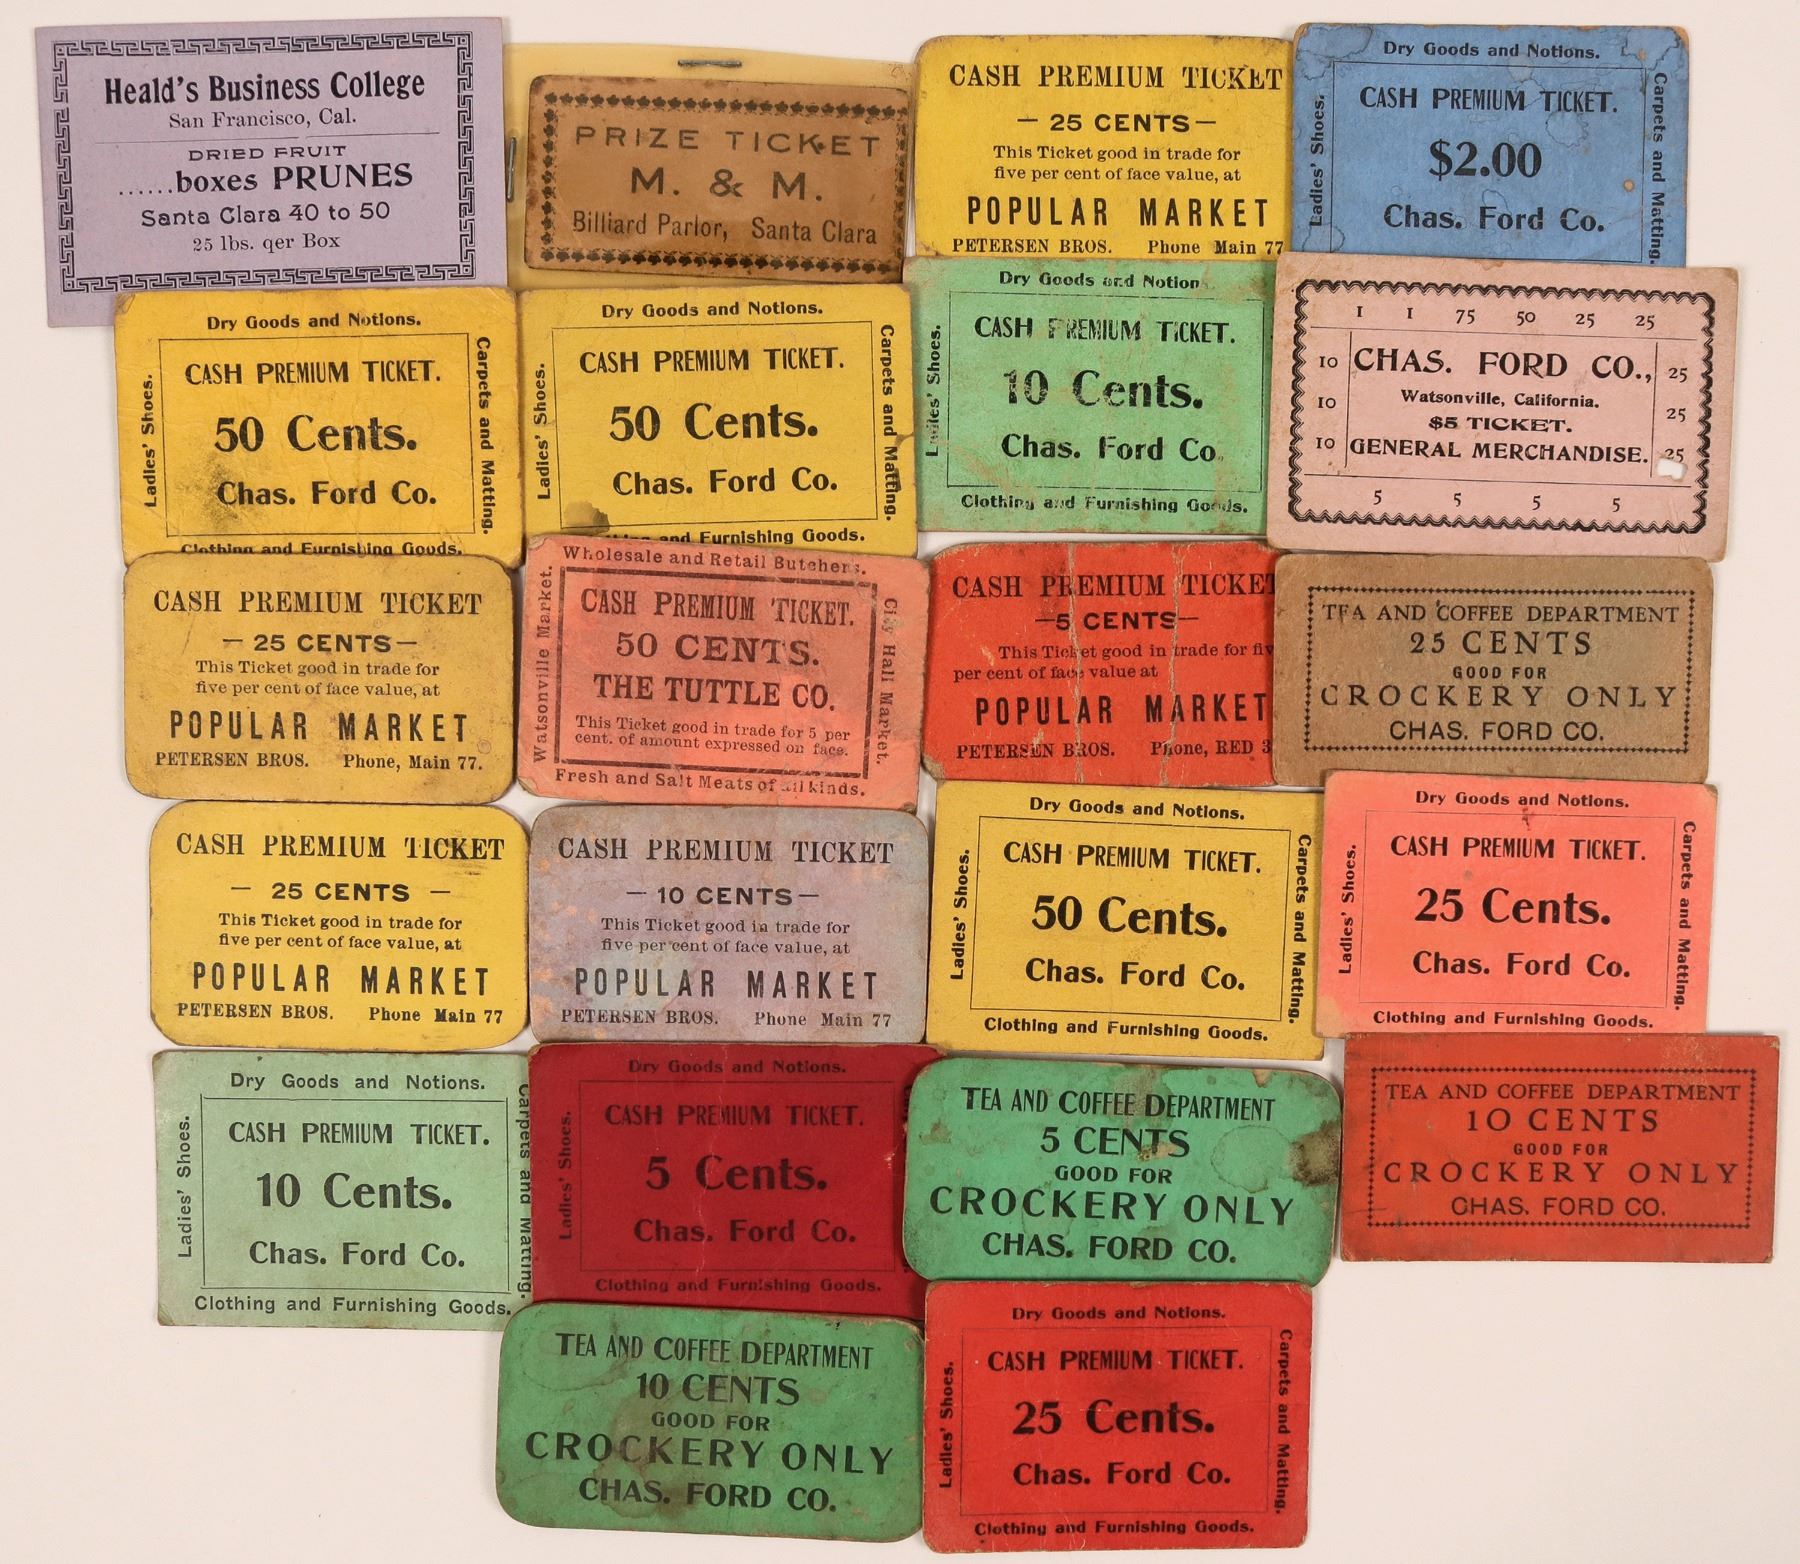 Heald's Business College
San Francisco, Cal.
DRIED FRUIT
......boxes PRUNES
Santa Clara 40 to 50
25 lbs. qer Box
PRIZE TICKET
M. & M.
Billiard Parlor, Santa Clara
CASH PREMIUM TICKET
— 25 CENTS —
This Ticket good in trade for
five per cent of face value, at
POPULAR MARKET
PETERSEN BROS. Phone Main 77
Dry Goods and Notions.
Ladies' Shoes.
CASH PREMIUM TICKET.
$2.00
Chas. Ford Co.
Carpets and Matting.
Dry Goods and Notions.
Ladies' Shoes.
CASH PREMIUM TICKET.
50 Cents.
Chas. Ford Co.
Carpets and Matting.
Clothing and Furnishing Goods.
Dry Goods and Notions.
Ladies' Shoes.
CASH PREMIUM TICKET.
50 Cents.
Chas. Ford Co.
Carpets and Matting.
and Furnishing Goods.
Dry Goods and Notion
Ladies' Shoes.
CASH PREMIUM TICKET.
10 Cents.
Chas. Ford Co.
Clothing and Furnishing Goods.
1 1 75 50 25 25
10 CHAS. FORD CO., 25
Watsonville, California.
10 $5 TICKET. 25
10 GENERAL MERCHANDISE. 25
5 5 5 5
CASH PREMIUM TICKET
— 25 CENTS —
This Ticket good in trade for
five per cent of face value, at
POPULAR MARKET
PETERSEN BROS. Phone, Main 77.
Wholesale and Retail Butchers.
Watsonville Market.
CASH PREMIUM TICKET.
50 CENTS.
THE TUTTLE CO.
This Ticket good in trade for 5 per
cent. of amount expressed on face.
City Hall Market.
Fresh and Salt Meats of all kinds.
CASH PREMIUM TICKET
—5 CENTS—
This Ticket good in trade for fiv
per cent of face value at
POPULAR MARKET
PETERSEN BROS. Phone, RED 3
TEA AND COFFEE DEPARTMENT
25 CENTS
GOOD FOR
CROCKERY ONLY
CHAS. FORD CO.
CASH PREMIUM TICKET
— 25 CENTS —
This Ticket good in trade for
five per cent of face value, at
POPULAR MARKET
PETERSEN BROS. Phone Main 77
CASH PREMIUM TICKET
— 10 CENTS —
This Ticket good in trade for
five per cent of face value, at
POPULAR MARKET
PETERSEN BROS. Phone Main 77
Dry Goods and Notions.
Ladies' Shoes.
CASH PREMIUM TICKET.
50 Cents.
Chas. Ford Co.
Carpets and Matting.
Clothing and Furnishing Goods.
Dry Goods and Notions.
Ladies' Shoes.
CASH PREMIUM TICKET.
25 Cents.
Chas. Ford Co.
Carpets and Matting.
Clothing and Furnishing Goods.
Dry Goods and Notions.
Ladies' Shoes.
CASH PREMIUM TICKET.
10 Cents.
Chas. Ford Co.
Carpets and Matting.
Clothing and Furnishing Goods.
Dry Goods and Notions.
Ladies' Shoes.
CASH PREMIUM TICKET.
5 Cents.
Chas. Ford Co.
Clothing and Furnishing Goods.
TEA AND COFFEE DEPARTMENT
5 CENTS
GOOD FOR
CROCKERY ONLY
CHAS. FORD CO.
TEA AND COFFEE DEPARTMENT
10 CENTS
GOOD FOR
CROCKERY ONLY
CHAS. FORD CO.
TEA AND COFFEE DEPARTMENT
10 CENTS
GOOD FOR
CROCKERY ONLY
CHAS. FORD CO.
Dry Goods and Notions.
Ladies' Shoes.
CASH PREMIUM TICKET.
25 Cents.
Chas. Ford Co.
Carpets and Matting.
Clothing and Furnishing Goods.